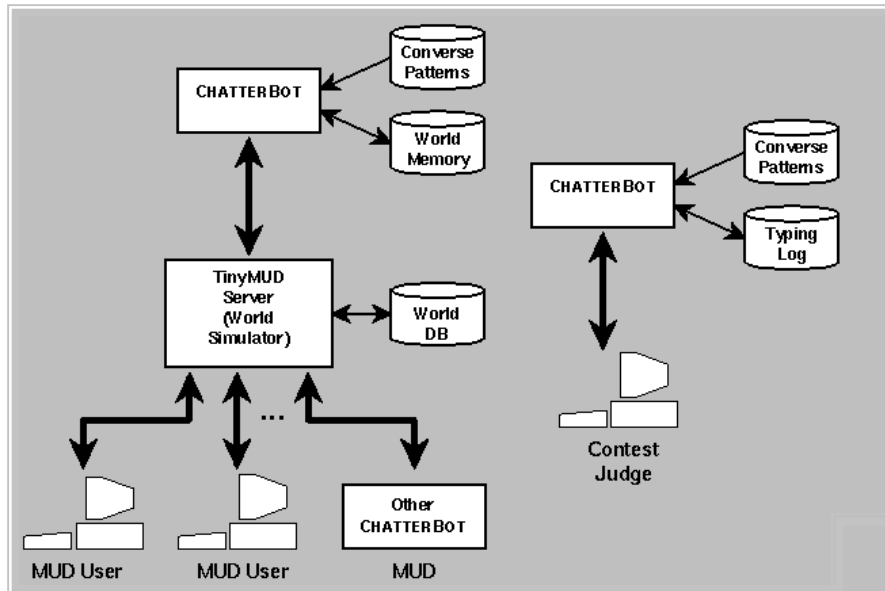 Converse
Patterns
CHATTERBOT
World
Memory
TinyMUD
Server
(World
Simulator)
World
DB
...
MUD User
MUD User
Other
CHATTERBOT
MUD
Converse
Patterns
CHATTERBOT
Typing
Log
Contest
Judge